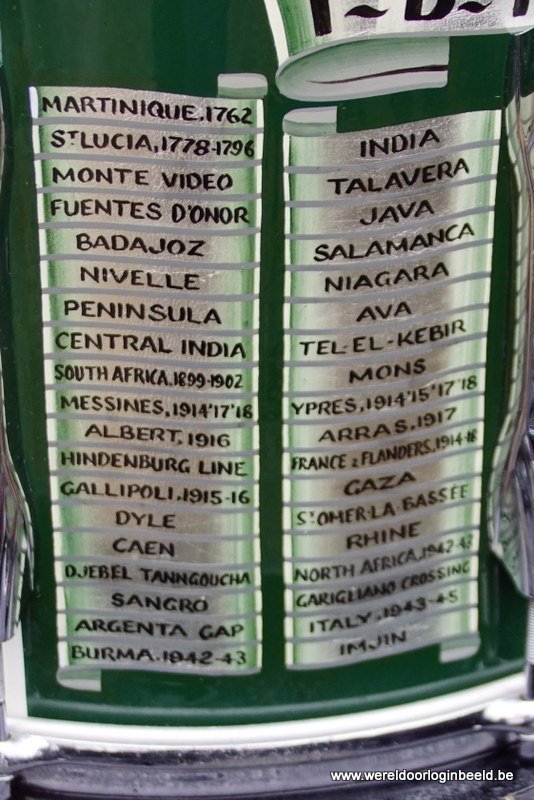 MARTINIQUE.1762
ST LUCIA,1778-1796
MONTE VIDEO
FUENTES D'ONOR
BADAJOZ
NIVELLE
PENINSULA
CENTRAL INDIA
SOUTH AFRICA.1899-1902
MESSINES,1914'17'18
ALBERT,1916
HINDENBURG LINE
GALLIPOLI.1915-16
DYLE
CAEN
DJEBEL TANNGOUCHA
SANGRO
ARGENTA GAP
BURMA.1942-43
INDIA
TALAVERA
JAVA
SALAMANCA
NIAGARA
AVA
TEL-EL-KEBIR
MONS
YPRES,1914'15'17'18
ARRAS,1917
FRANCE & FLANDERS,1914-18
GAZA
ST OMER-LA-BASSÉE
RHINE
NORTH AFRICA,1942-43
GARIGLIANO CROSSING
ITALY,1943-45
IMJIN
www.wereldoorloginbeeld.be